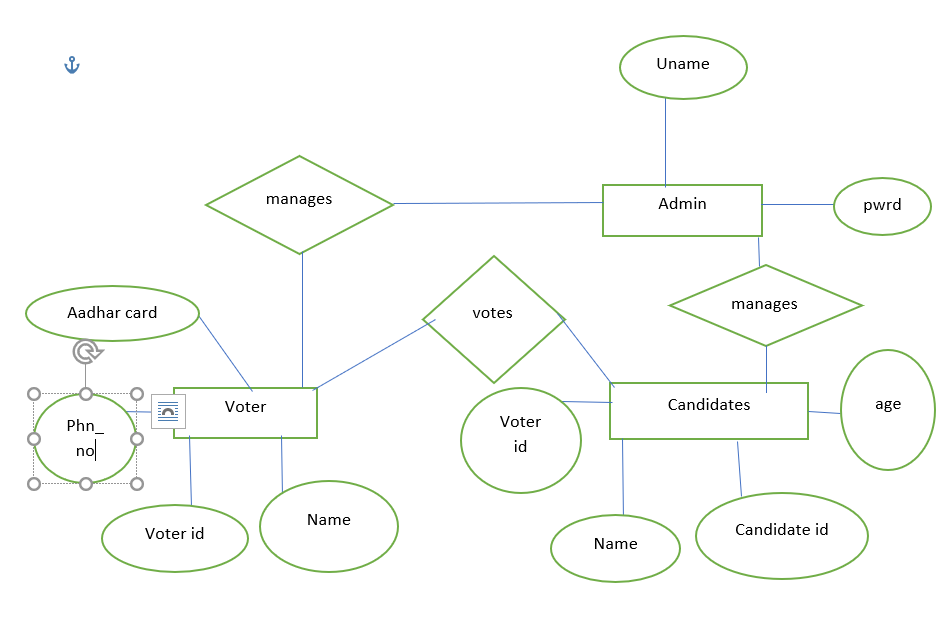 Uname
manages
Admin
pwrd
votes
manages
Aadhar card
Voter
Candidates
age
Phn_
no
Voter
id
Voter id
Name
Name
Candidate id